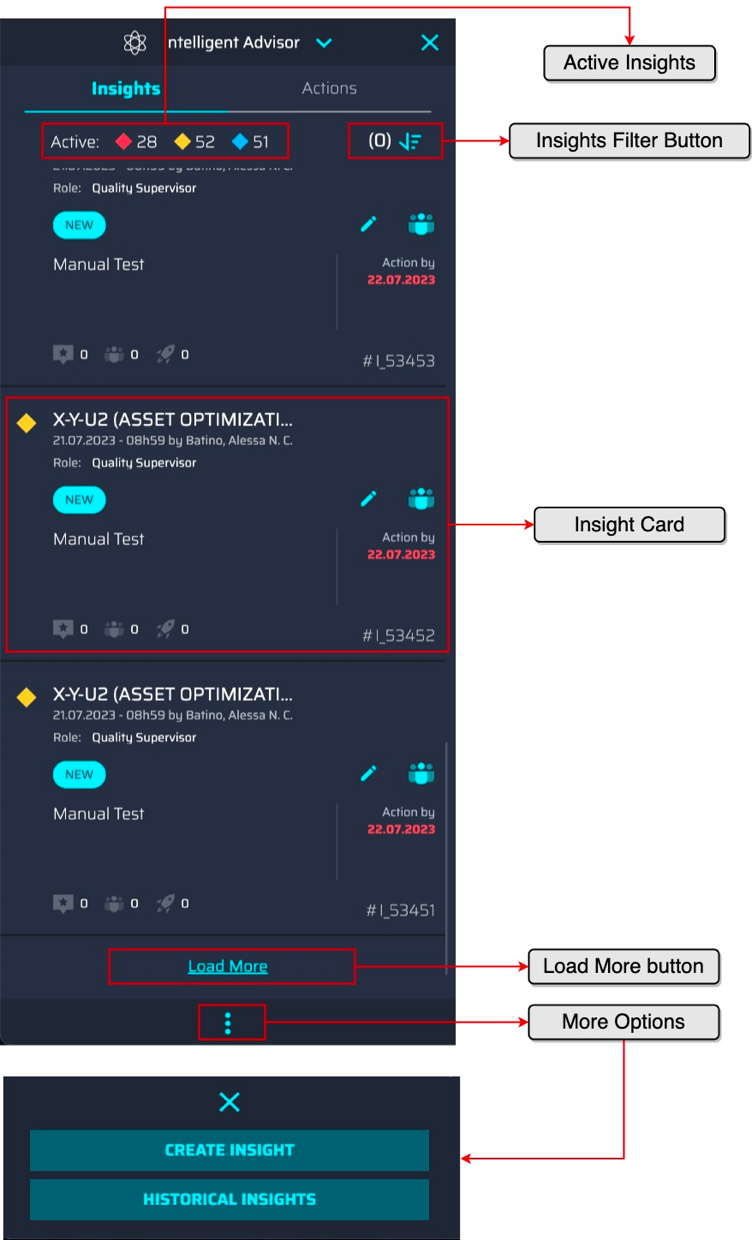 ntelligent Advisor
Active Insights
Insights
Actions
Active: 28 52 51
(0)
Insights Filter Button
Role: Quality Supervisor
NEW
Manual Test
Action by
22.07.2023
0 0 0
#I_53453
X-Y-U2 (ASSET OPTIMIZATI...
21.07.2023 - 08h59 by Batino, Alessa N. C.
Role: Quality Supervisor
NEW
Insight Card
Manual Test
Action by
22.07.2023
0 0 0
#I_53452
X-Y-U2 (ASSET OPTIMIZATI...
21.07.2023 - 08h59 by Batino, Alessa N. C.
Role: Quality Supervisor
NEW
Manual Test
Action by
22.07.2023
0 0 0
#I_53451
Load More
Load More button
More Options
CREATE INSIGHT
HISTORICAL INSIGHTS